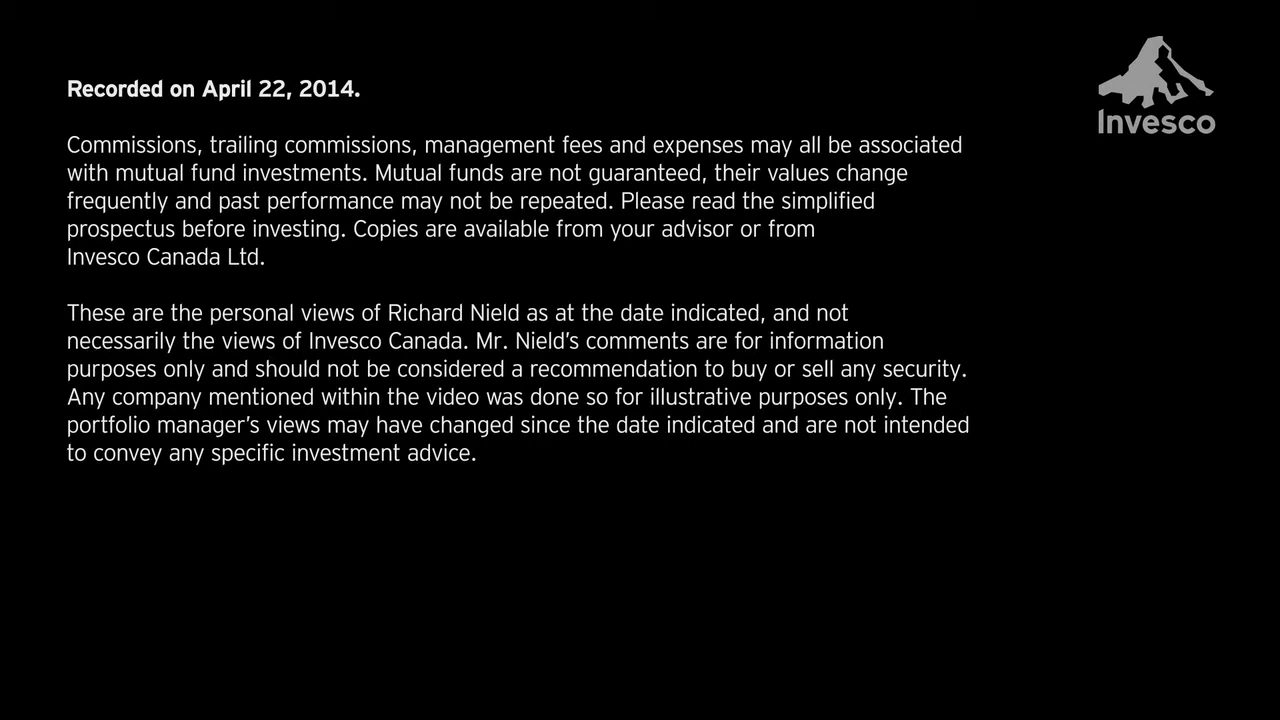 Recorded on April 22, 2014.
Invesco
Commissions, trailing commissions, management fees and expenses may all be associated
with mutual fund investments. Mutual funds are not guaranteed, their values change
frequently and past performance may not be repeated. Please read the simplified
prospectus before investing. Copies are available from your advisor or from
Invesco Canada Ltd.
These are the personal views of Richard Nield as at the date indicated, and not
necessarily the views of Invesco Canada. Mr. Nield's comments are for information
purposes only and should not be considered a recommendation to buy or sell any security.
Any company mentioned within the video was done so for illustrative purposes only. The
portfolio manager's views may have changed since the date indicated and are not intended
to convey any specific investment advice.